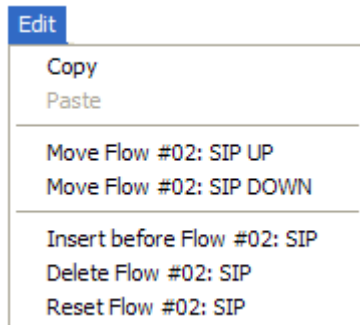 Edit
Copy
Paste
Move Flow #02: SIP UP
Move Flow #02: SIP DOWN
Insert before Flow #02: SIP
Delete Flow #02: SIP
Reset Flow #02: SIP